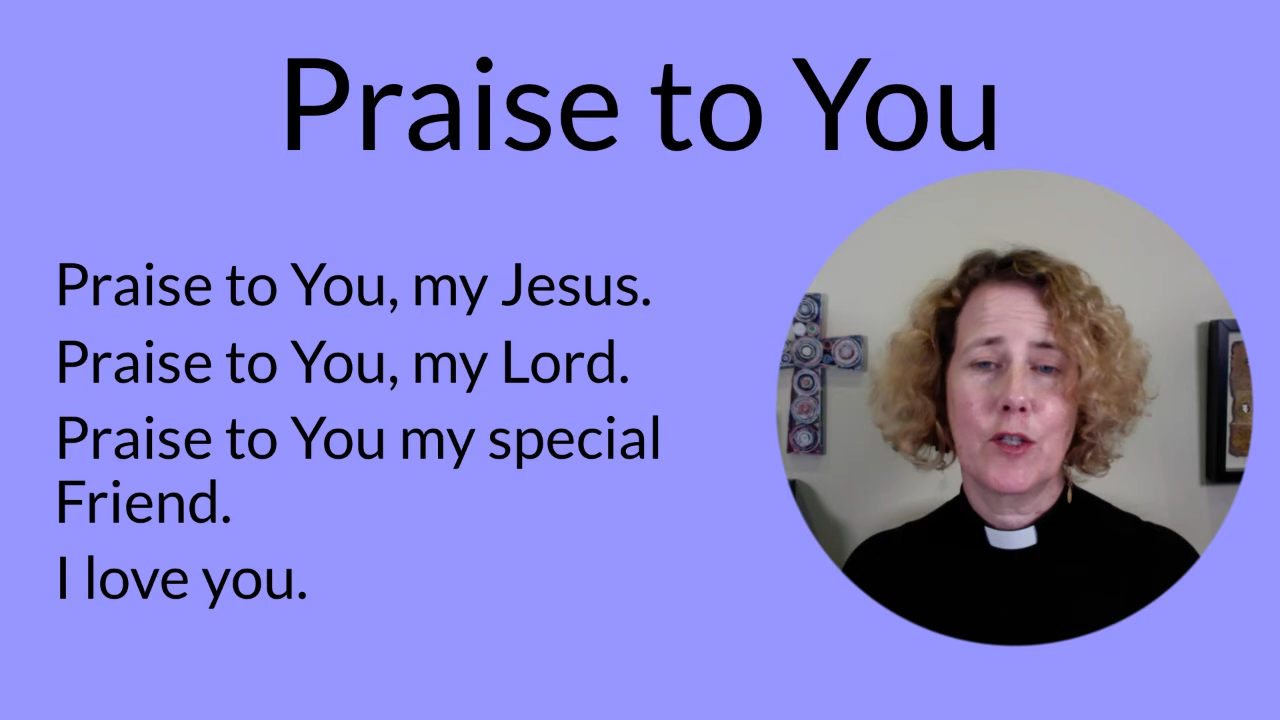 Praise to You
Praise to You, my Jesus.
Praise to You, my Lord.
Praise to You my special
Friend.
I love you.